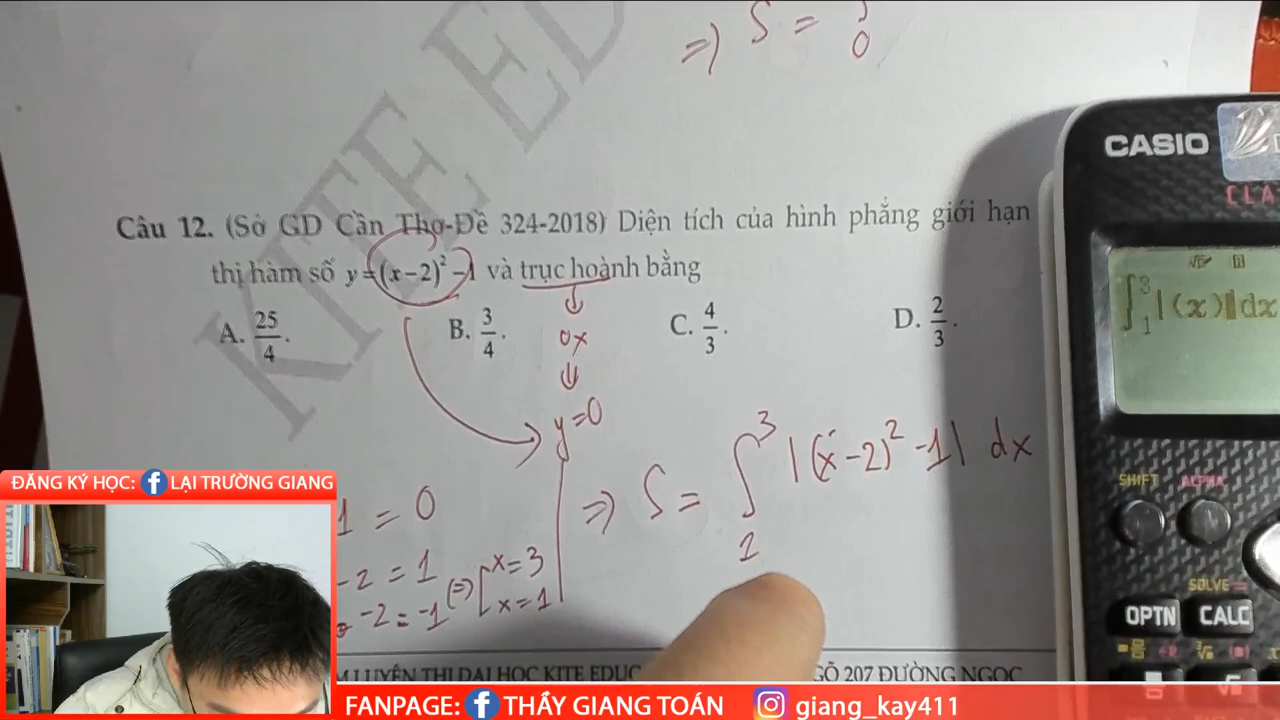 =) S = ∫
0
KITE ED
Câu 12. (Sở GD Cần Thơ-Đề 324-2018) Diện tích của hình phẳng giới hạn
thị hàm số y=(x−2)²−1 và trục hoành bằng
A. 25/4.
B. 3/4.
C. 4/3.
D. 2/3.
Ox
y=0
1 = 0
-2 = 1
-2 = -1
(=) [ x=3
x=1
=) S = ∫₁³ |(x-2)² -1| dx
CASIO
CLA
∫₁³|(x)|dx
SHIFT
ALPHA
SOLVE =
OPTN
CALC
LUYỆN THI ĐẠI HỌC KITE EDUC
GÕ 207 ĐƯỜNG NGỌC
ĐĂNG KÝ HỌC: f LẠI TRƯỜNG GIANG
FANPAGE: f THẦY GIANG TOÁN giang_kay411